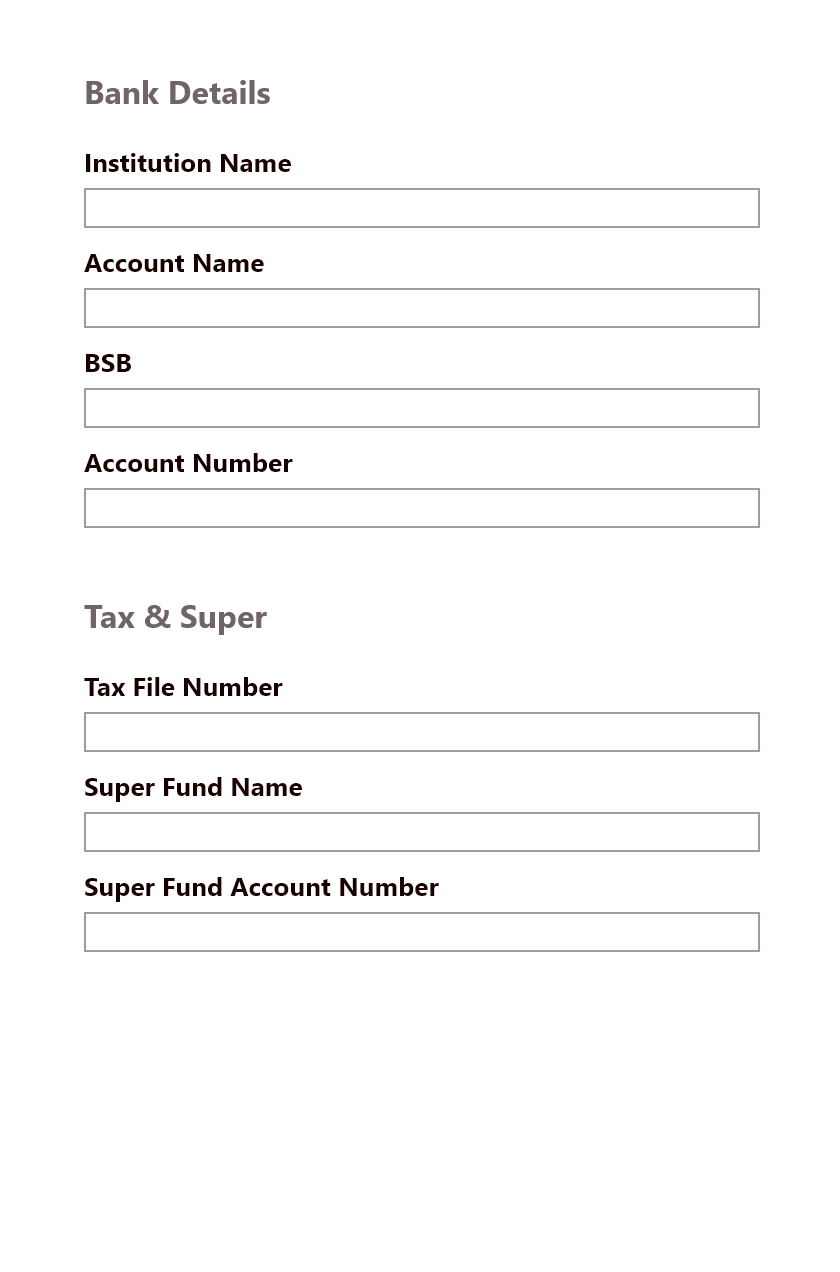 Bank Details
Institution Name
Account Name
BSB
Account Number
Tax & Super
Tax File Number
Super Fund Name
Super Fund Account Number